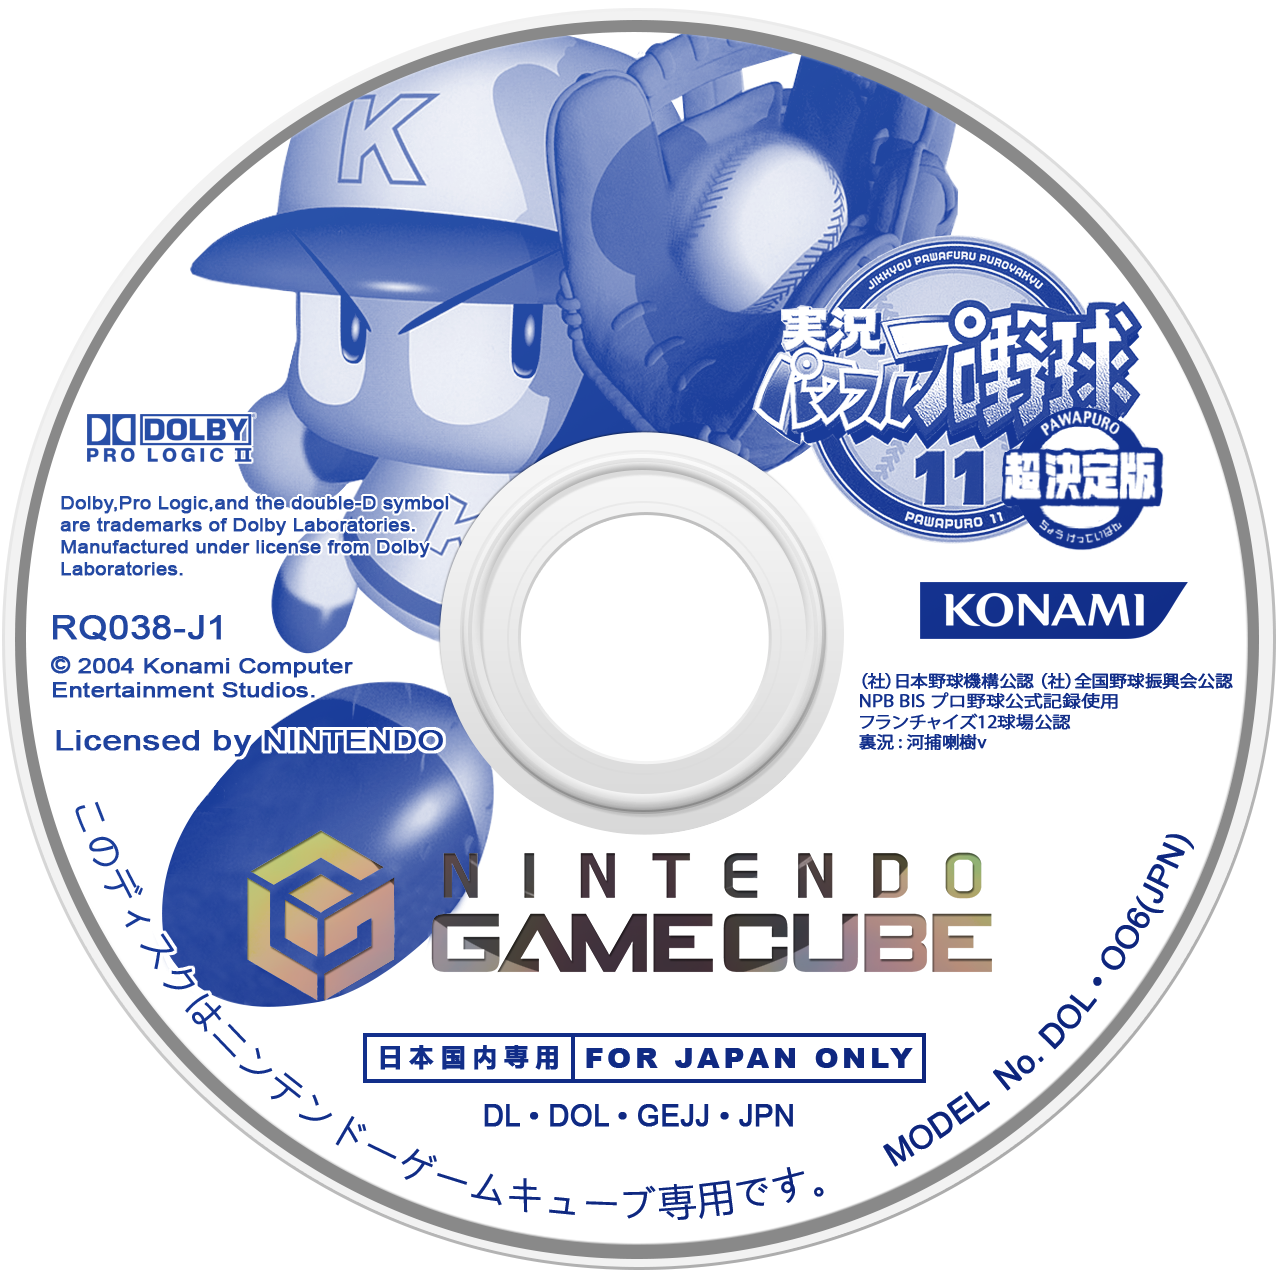 K
JIKKYOU PAWAFURU PUROYAKYU
実況
パワフルプロ野球
11
PAWAPURO
超決定版
ちょうけっていばん
PAWAPURO 11
DOLBY
PRO LOGIC II
Dolby,Pro Logic,and the double-D symbol
are trademarks of Dolby Laboratories.
Manufactured under license from Dolby
Laboratories.
RQ038-J1
© 2004 Konami Computer
Entertainment Studios.
Licensed by NINTENDO
KONAMI
(社)日本野球機構公認 (社)全国野球振興会公認
NPB BIS プロ野球公式記録使用
フランチャイズ12球場公認
裏況:河捕喇樹v
NINTENDO
GAMECUBE
日本国内専用 FOR JAPAN ONLY
DL・DOL・GEJJ・JPN
このディスクはニンテンドーゲームキューブ専用です。
MODEL No. DOL・OO6(JPN)